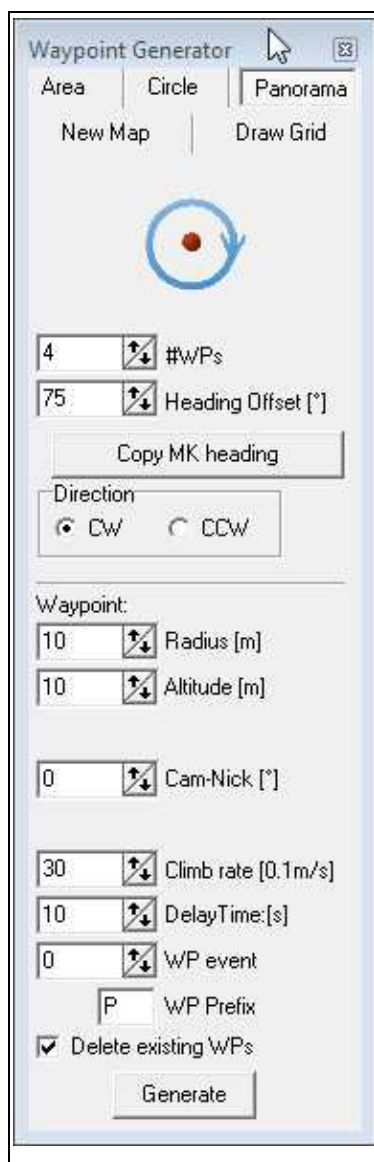 Waypoint Generator
Area Circle Panorama
New Map Draw Grid
4 #WPs
75 Heading Offset [°]
Copy MK heading
Direction
CW CCW
Waypoint:
10 Radius [m]
10 Altitude [m]
0 Cam-Nick [°]
30 Climb rate [0.1m/s]
10 DelayTime:[s]
0 WP event
P WP Prefix
Delete existing WPs
Generate